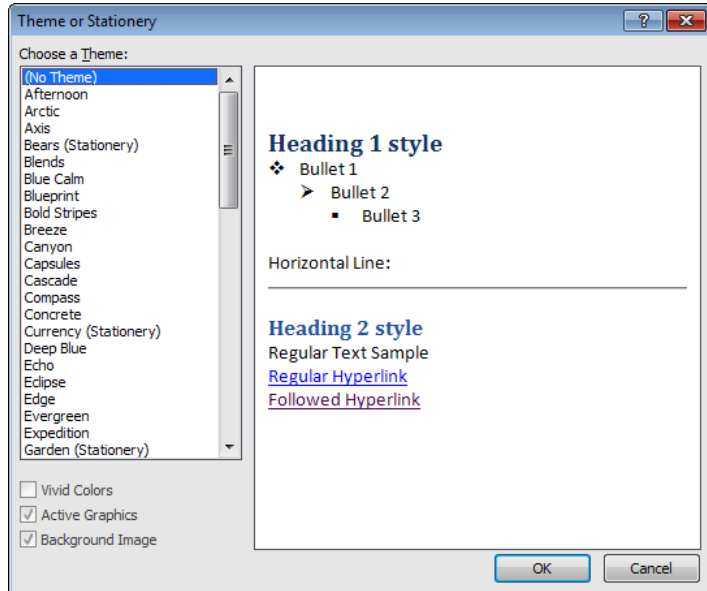 Theme or Stationery
Choose a Theme:
(No Theme)
Afternoon
Arctic
Axis
Bears (Stationery)
Blends
Blue Calm
Blueprint
Bold Stripes
Breeze
Canyon
Capsules
Cascade
Compass
Concrete
Currency (Stationery)
Deep Blue
Echo
Eclipse
Edge
Evergreen
Expedition
Garden (Stationery)
Vivid Colors
Active Graphics
Background Image
Heading 1 style
Bullet 1
Bullet 2
Bullet 3
Horizontal Line:
Heading 2 style
Regular Text Sample
Regular Hyperlink
Followed Hyperlink
OK
Cancel